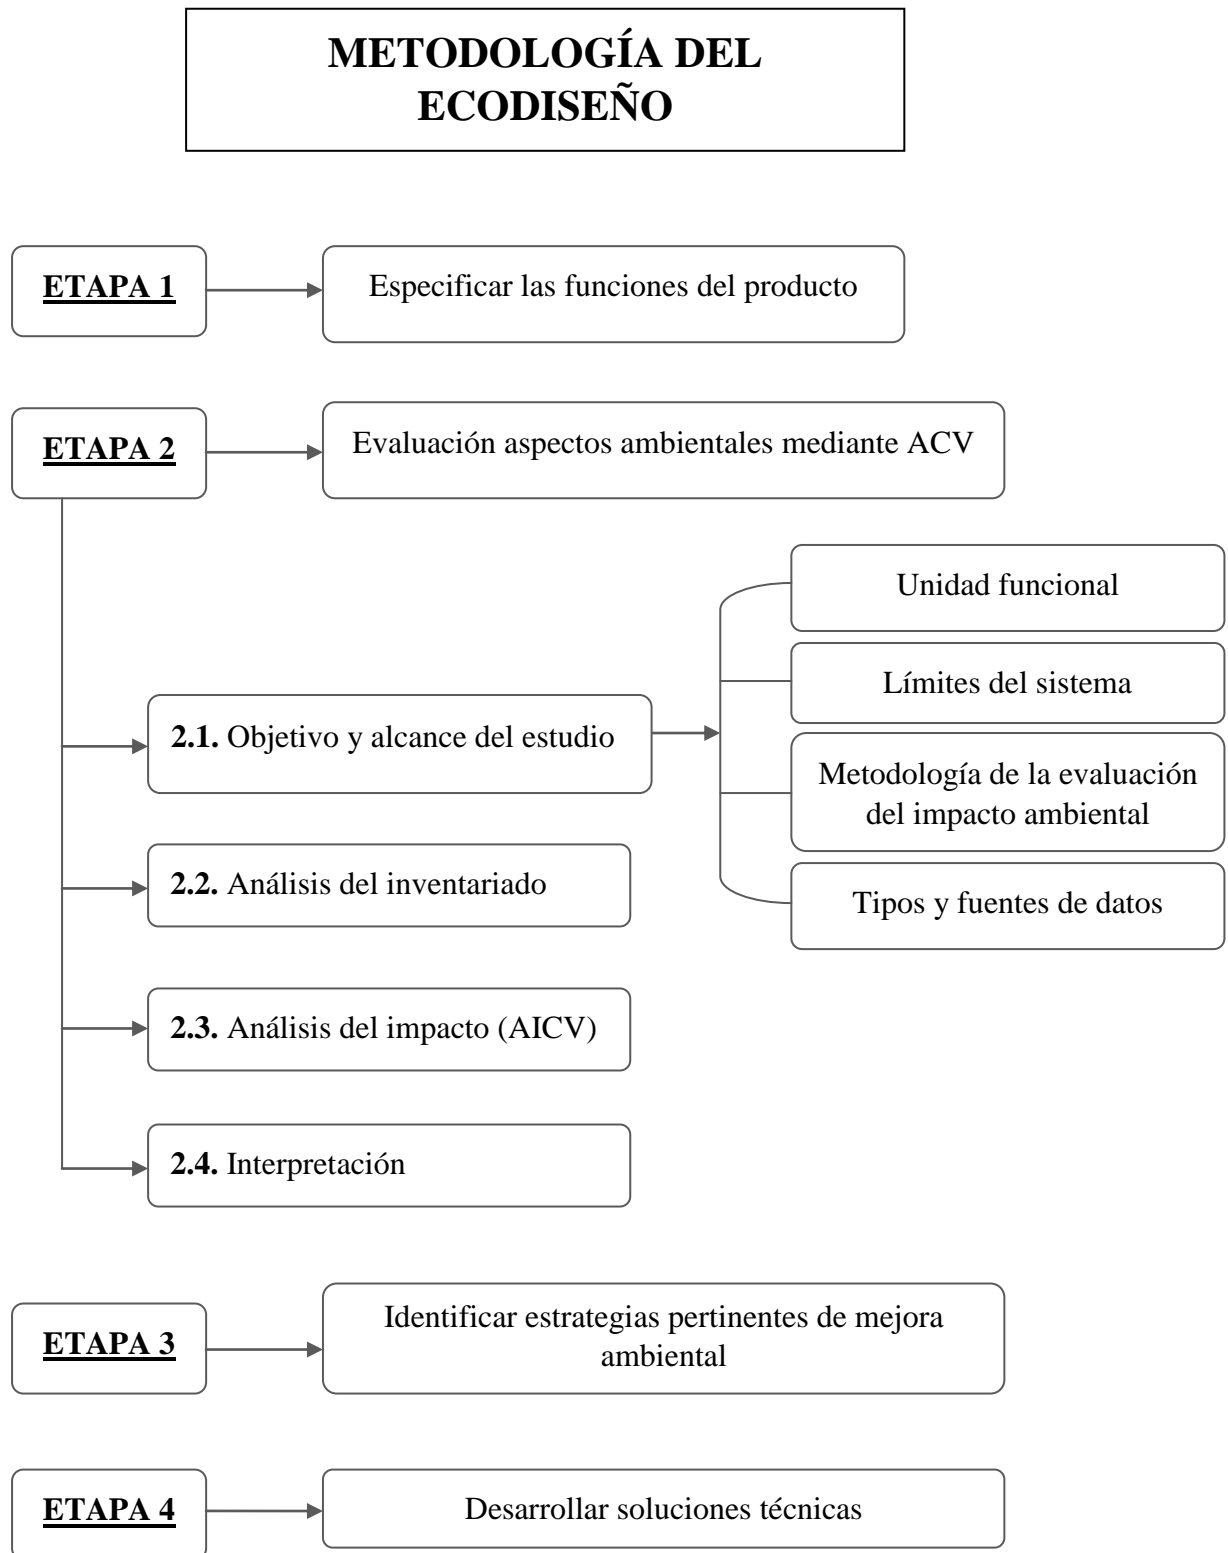 METODOLOGÍA DEL
ECODISEÑO
ETAPA 1
Especificar las funciones del producto
ETAPA 2
Evaluación aspectos ambientales mediante ACV
Unidad funcional
Límites del sistema
2.1. Objetivo y alcance del estudio
Metodología de la evaluación
del impacto ambiental
Tipos y fuentes de datos
2.2. Análisis del inventariado
2.3. Análisis del impacto (AICV)
2.4. Interpretación
ETAPA 3
Identificar estrategias pertinentes de mejora
ambiental
ETAPA 4
Desarrollar soluciones técnicas